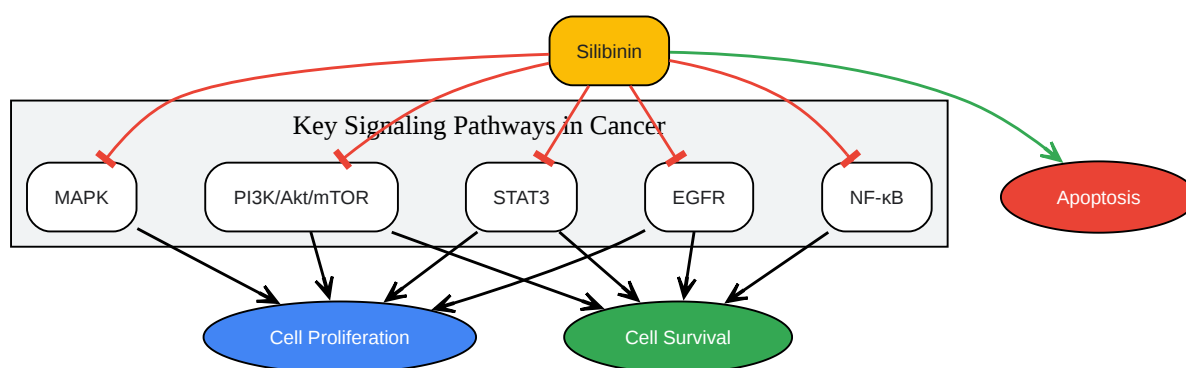 Silibinin
Key Signaling Pathways in Cancer
MAPK
PI3K/Akt/mTOR
STAT3
EGFR
NF-κB
Apoptosis
Cell Proliferation
Cell Survival